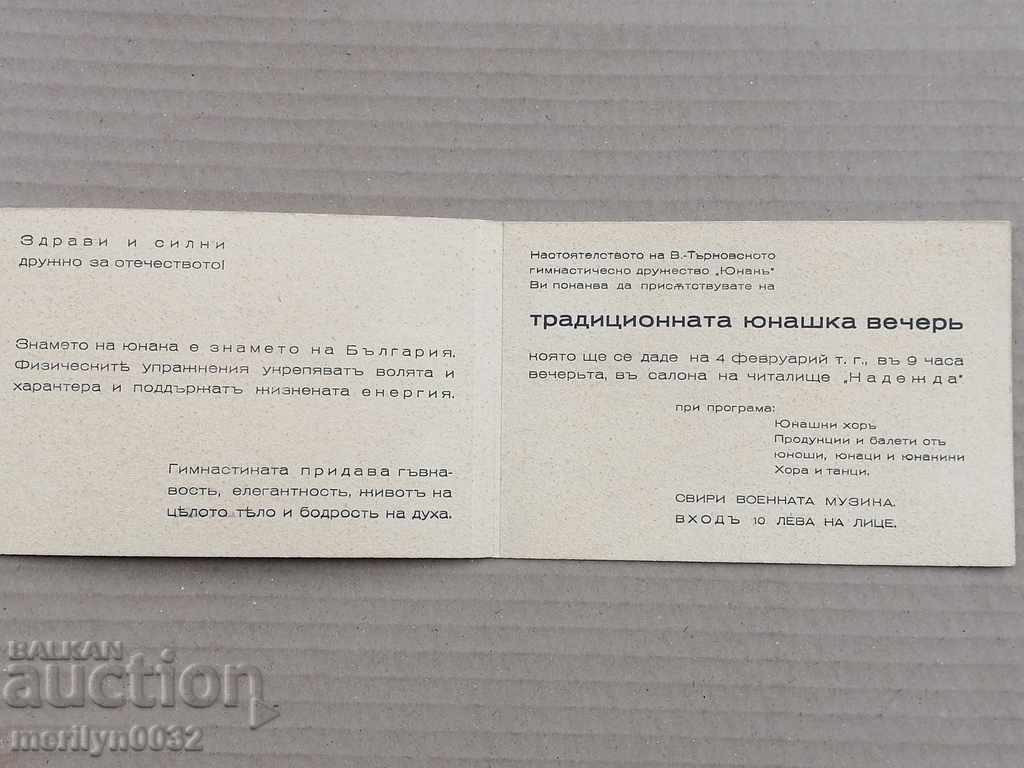 Здрави и силни
дружно за отечеството!
Знамето на юнака е знамето на България.
Физическитѣ упражнения укрепяватъ волята и
характера и поддържатъ жизнената енергия.
Гимнастиката придава гъвка-
вость, елегантность, животъ на
цѣлото тѣло и бодрость на духа.
Настоятелството на В.-Търновското
гимнастическо дружество „Юнакъ“
Ви поканва да присѫтствувате на
традиционната юнашка вечерь
която ще се даде на 4 февруарий т. г., въ 9 часа
вечерьта, въ салона на читалище „Надежда“
при програма:
Юнашки хоръ
Продукции и балети отъ
юноши, юнаци и юнакини
Хора и танци.
СВИРИ ВОЕННАТА МУЗИКА.
ВХОДЪ 10 ЛЕВА НА ЛИЦЕ.
BALKAN
auction
merilyn0032